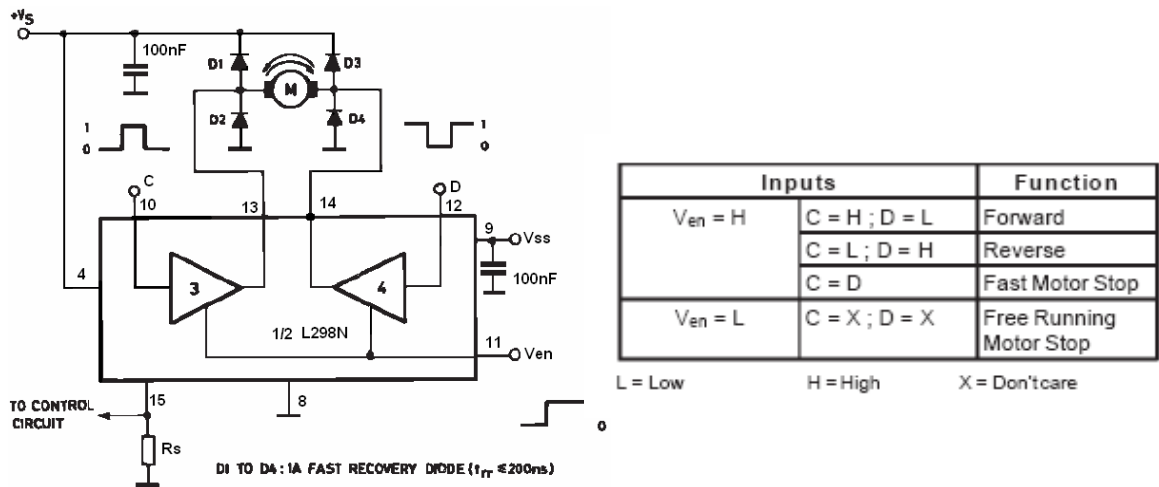 +Vs
100nF
D1
D3
M
D2
D4
1
0
1
0
C
D
10
13
14
12
9
Vss
100nF
4
3
4
1/2 L298N
11
Ven
15
8
TO CONTROL
CIRCUIT
Rs
0
D1 TO D4 : 1A FAST RECOVERY DIODE (trr ≤ 200ns)
Inputs Function
Ven = H C = H ; D = L Forward
C = L ; D = H Reverse
C = D Fast Motor Stop
Ven = L C = X ; D = X Free Running
Motor Stop
L = Low H = High X = Don't care